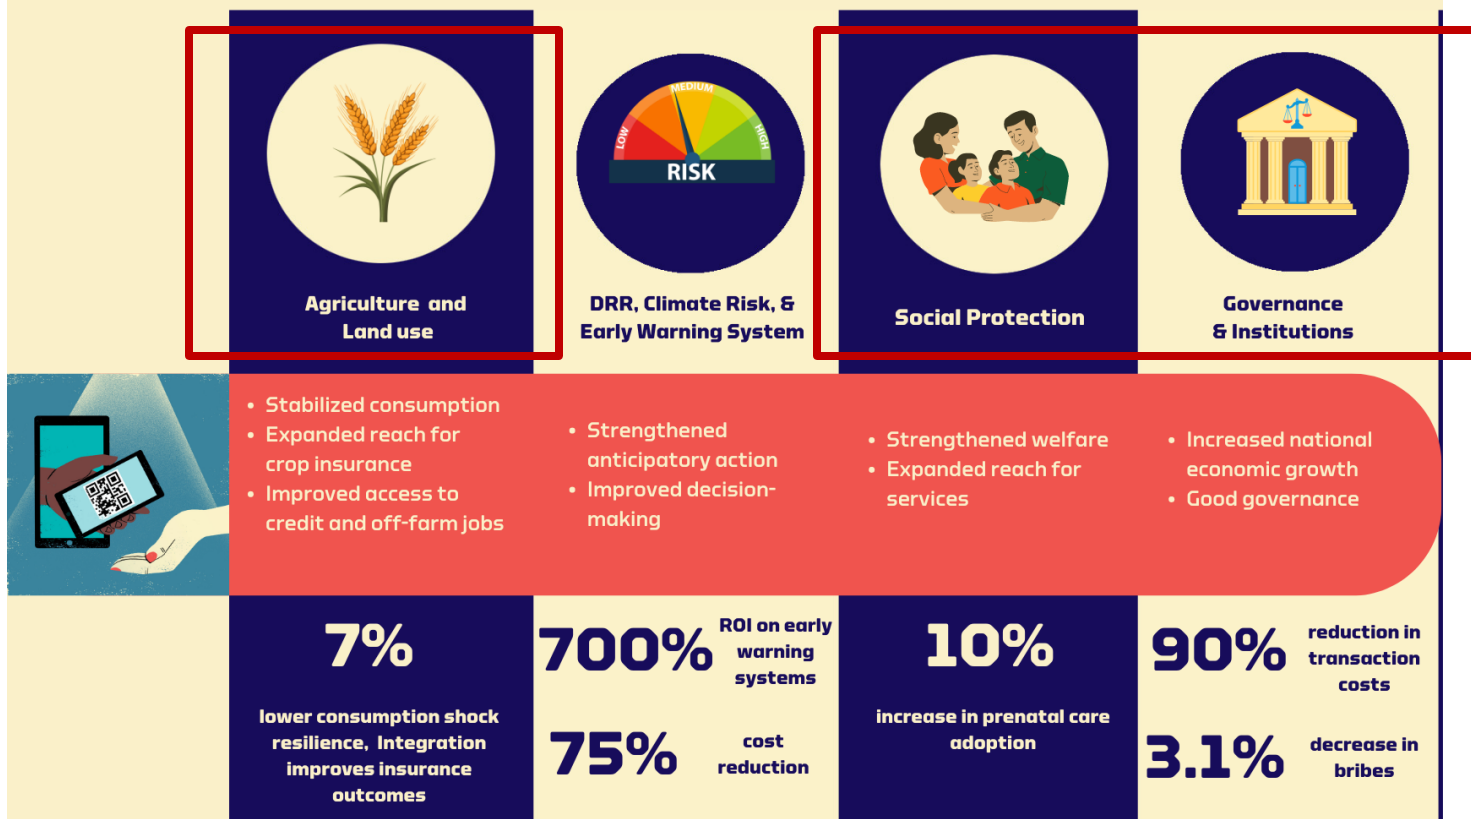 Agriculture and
Land use
LOW
MEDIUM
HIGH
RISK
DRR, Climate Risk, &
Early Warning System
Social Protection
Governance
& Institutions
• Stabilized consumption
• Expanded reach for
crop insurance
• Improved access to
credit and off-farm jobs
• Strengthened
anticipatory action
• Improved decision-
making
• Strengthened welfare
• Expanded reach for
services
• Increased national
economic growth
• Good governance
7%
lower consumption shock
resilience, Integration
improves insurance
outcomes
700%
ROI on early
warning
systems
75%
cost
reduction
10%
increase in prenatal care
adoption
90%
reduction in
transaction
costs
3.1%
decrease in
bribes